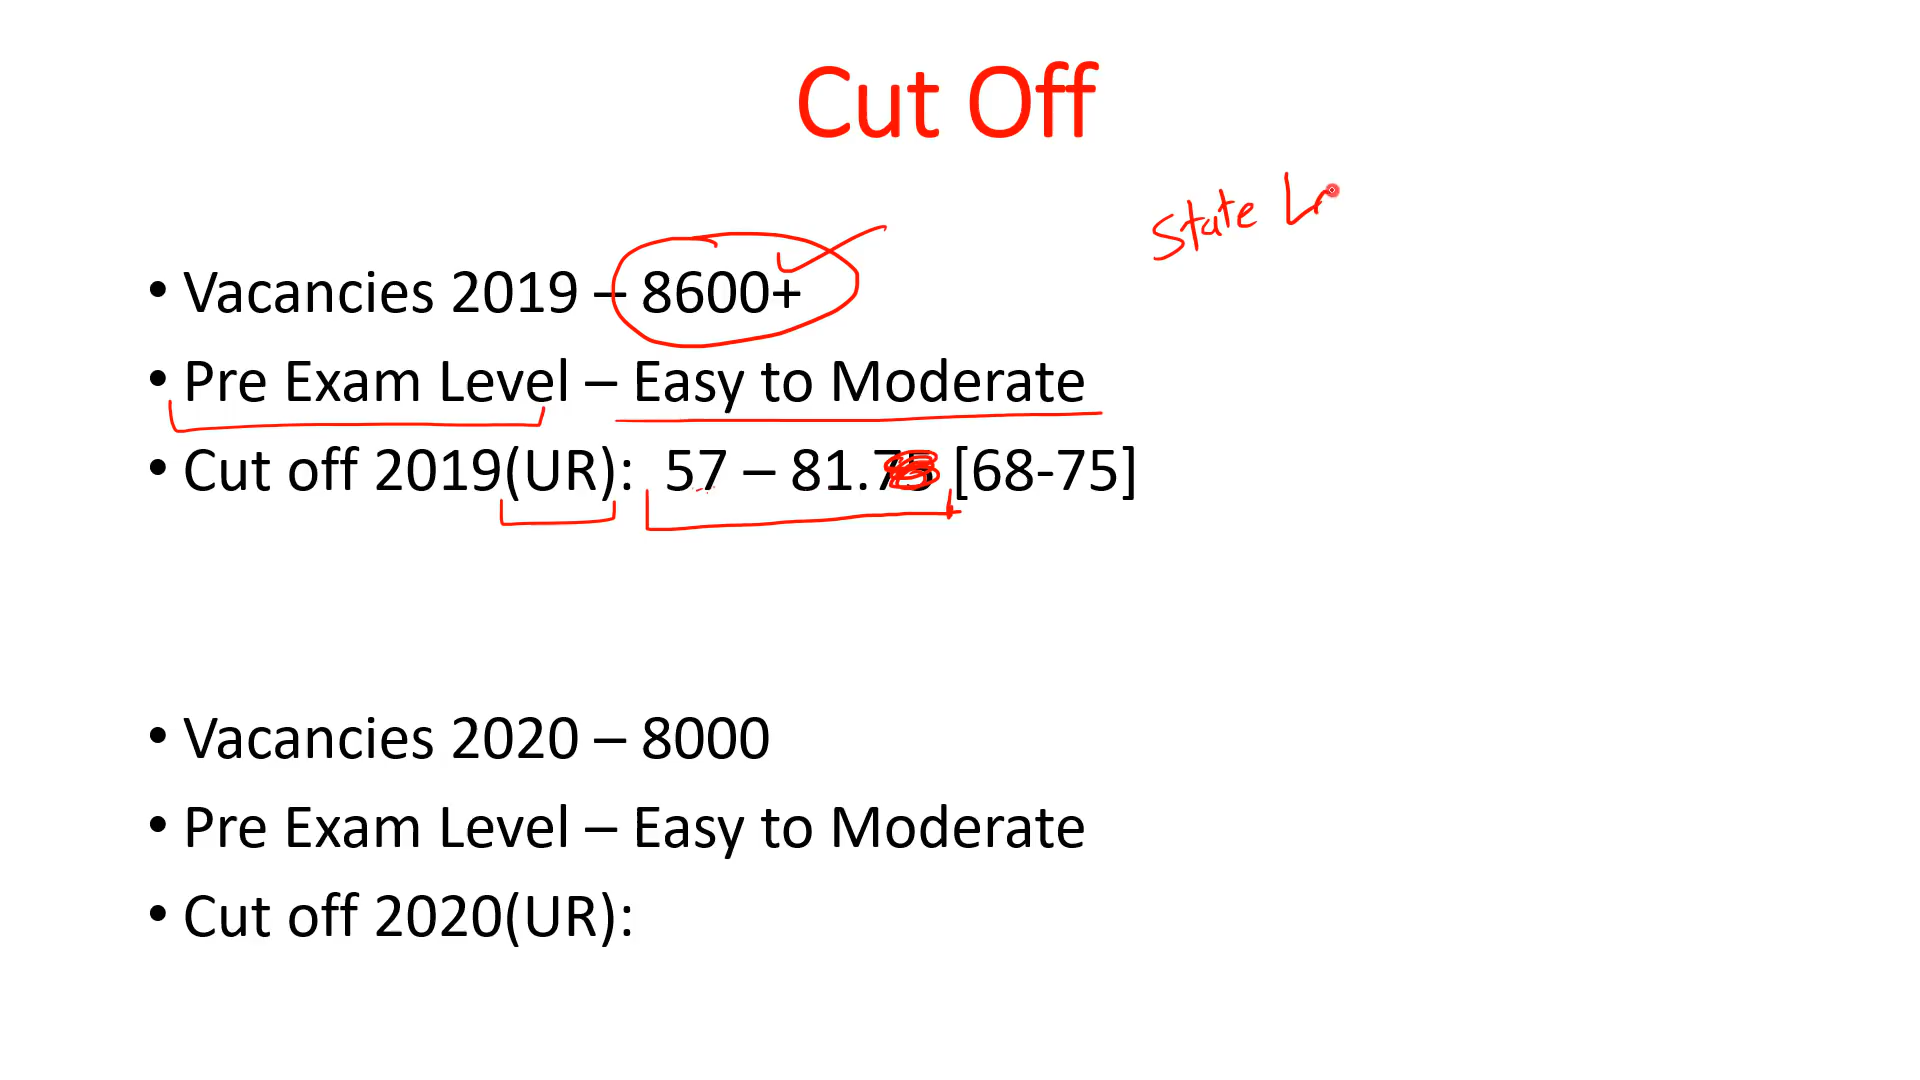 Cut Off
State
• Vacancies 2019 – 8600+
• Pre Exam Level – Easy to Moderate
• Cut off 2019(UR): 57 – 81.75 [68-75]
• Vacancies 2020 – 8000
• Pre Exam Level – Easy to Moderate
• Cut off 2020(UR):